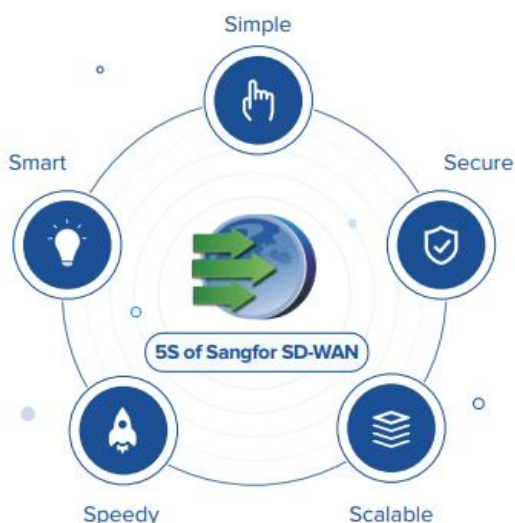 Simple
Smart
Secure
5S of Sangfor SD-WAN
Speedy
Scalable